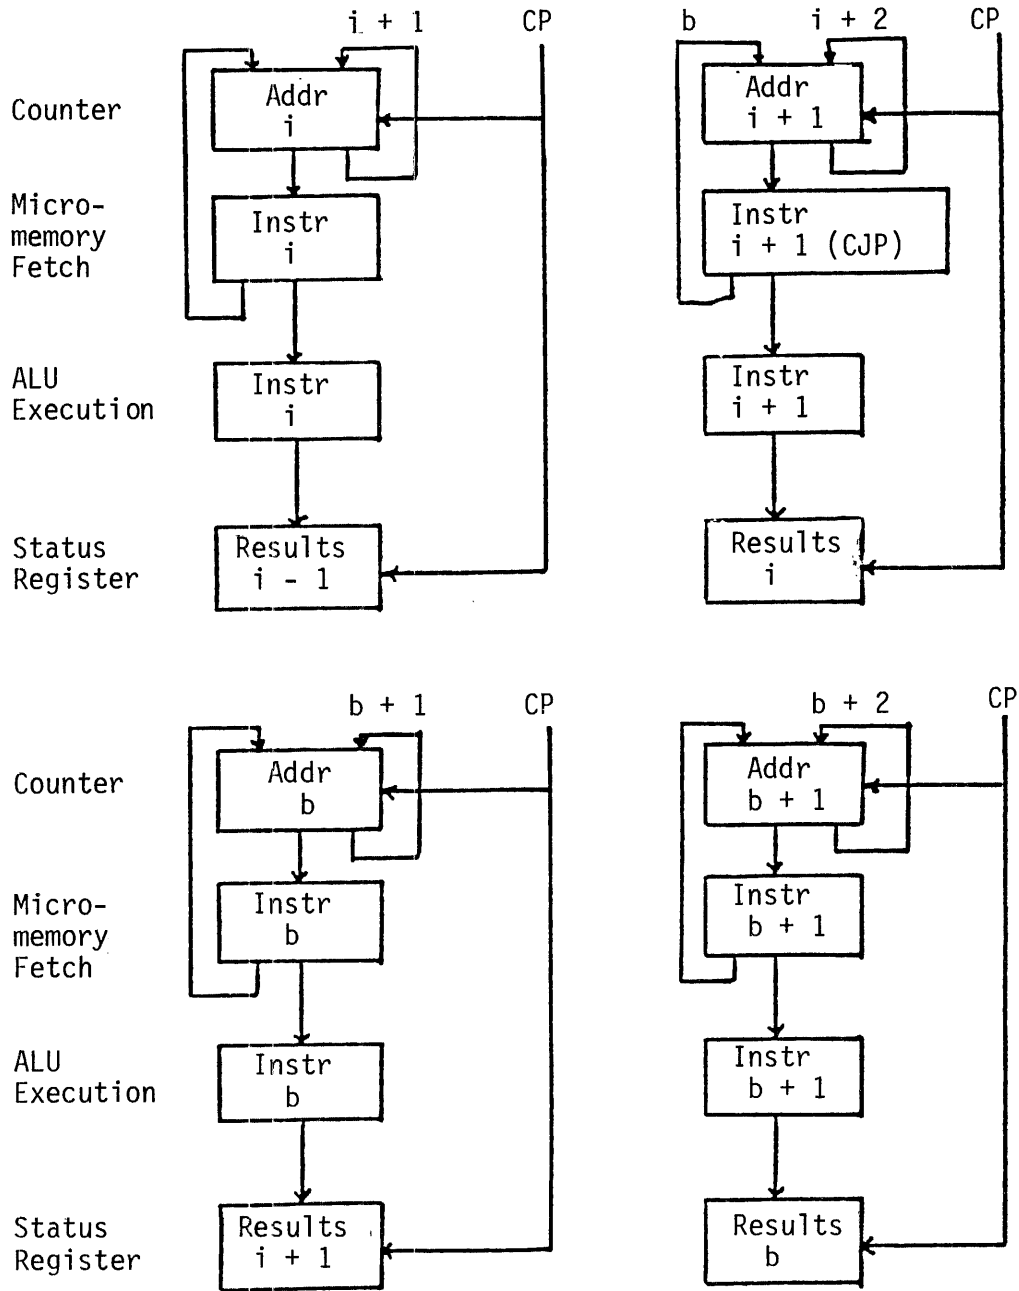 i + 1
CP
b
i + 2
CP
Counter
Addr
i
Addr
i + 1
Micro-
memory
Fetch
Instr
i
Instr
i + 1 (CJP)
ALU
Execution
Instr
i
Instr
i + 1
Status
Register
Results
i - 1
Results
i
b + 1
CP
b + 2
CP
Counter
Addr
b
Addr
b + 1
Micro-
memory
Fetch
Instr
b
Instr
b + 1
ALU
Execution
Instr
b
Instr
b + 1
Status
Register
Results
i + 1
Results
b